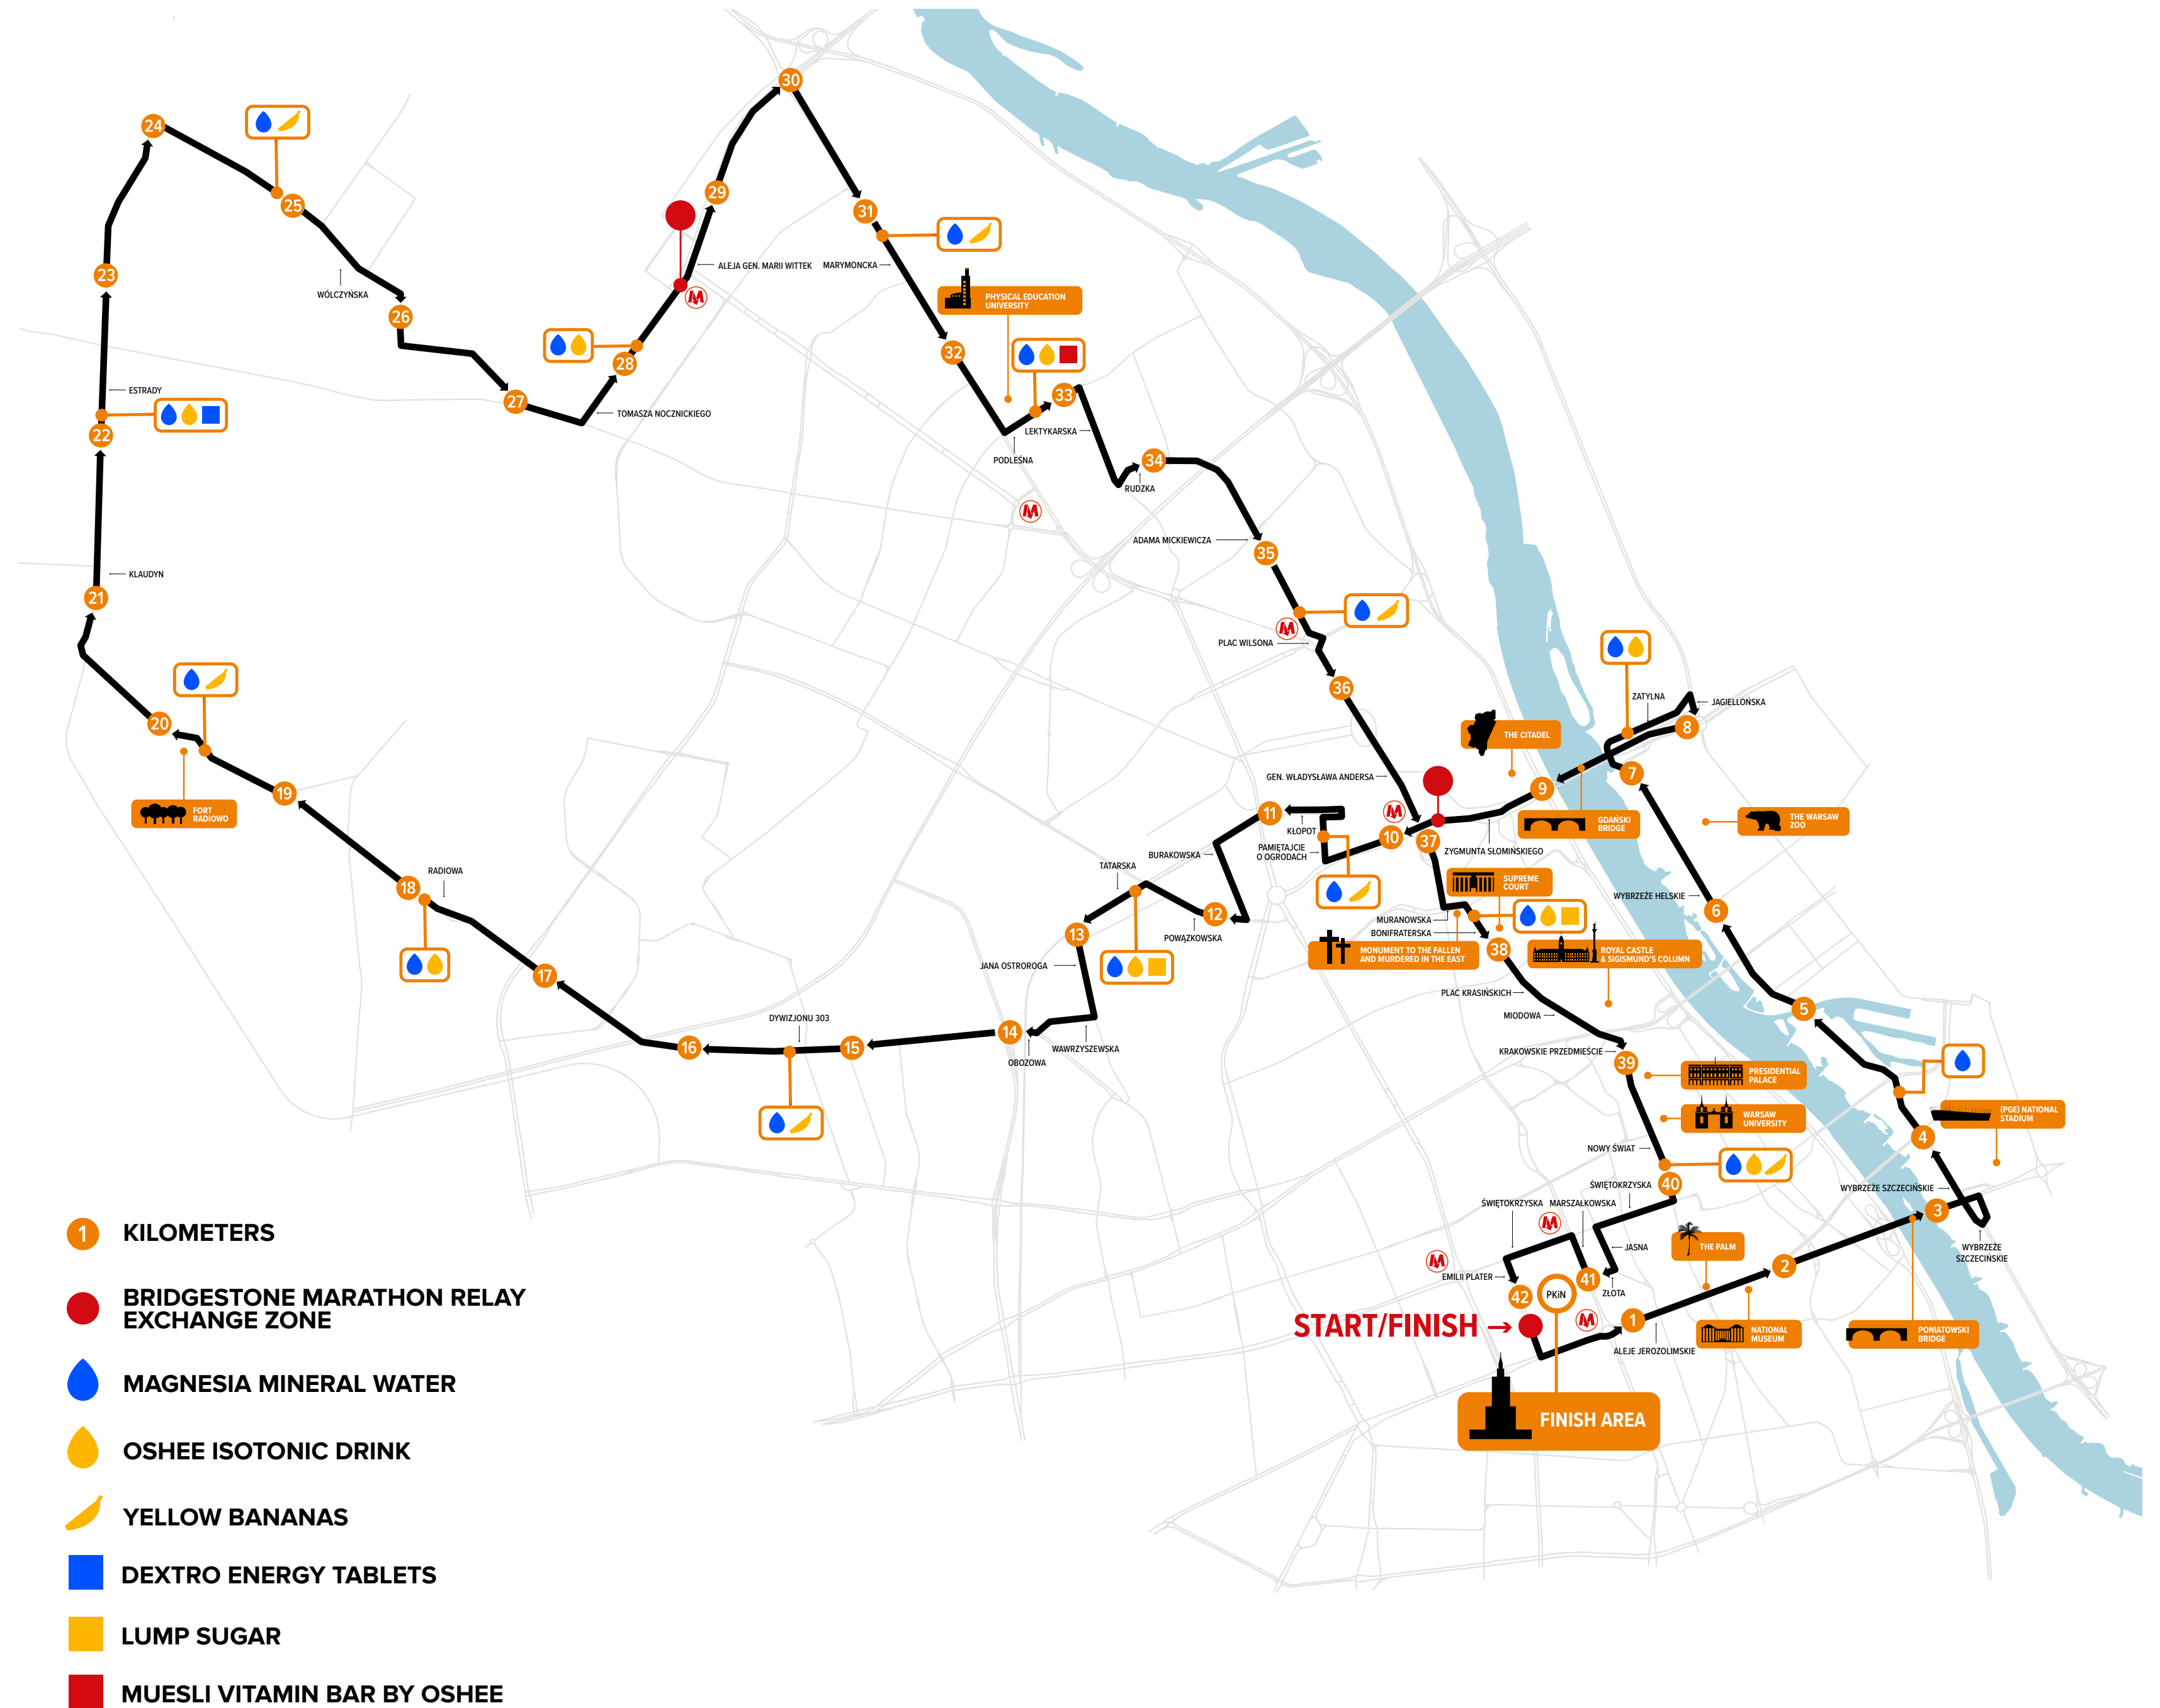 30
24
25
29
31
23
ALEJA GEN. MARII WITTEK
MARYMONCKA
WÓLCZYŃSKA
PHYSICAL EDUCATION
UNIVERSITY
26
32
28
ESTRADY
27
33
TOMASZA NOCZNICKIEGO
22
LEKTYKARSKA
PODLEŚNA
34
RUDZKA
ADAMA MICKIEWICZA
35
KLAUDYN
21
PLAC WILSONA
36
ZATYLNA
JAGIELLOŃSKA
20
8
THE CITADEL
GEN. WŁADYSŁAWA ANDERSA
7
9
19
FORT
RADIOWO
11
KŁOPOT
10
37
GDAŃSKI
BRIDGE
THE WARSAW
ZOO
PAMIĘTAJCIE
O OGRODACH
ZYGMUNTA SŁOMIŃSKIEGO
BURAKOWSKA
TATARSKA
RADIOWA
18
SUPREME
COURT
WYBRZEŻE HELSKIE
6
12
MURANOWSKA
BONIFRATERSKA
POWĄZKOWSKA
13
38
MONUMENT TO THE FALLEN
AND MURDERED IN THE EAST
ROYAL CASTLE
& SIGISMUND'S COLUMN
JANA OSTROROGA
17
PLAC KRASIŃSKICH
5
MIODOWA
DYWIZJONU 303
14
16
15
WAWRZYSZEWSKA
OBOZOWA
KRAKOWSKIE PRZEDMIEŚCIE
39
PRESIDENTIAL
PALACE
WARSAW
UNIVERSITY
(PGE) NATIONAL
STADIUM
4
NOWY ŚWIAT
ŚWIĘTOKRZYSKA
40
WYBRZEŻE SZCZECIŃSKIE
ŚWIĘTOKRZYSKA
MARSZAŁKOWSKA
3
JASNA
THE PALM
WYBRZEŻE
SZCZECIŃSKIE
2
EMILII PLATER
41
42
PKiN
ZŁOTA
START/FINISH
1
NATIONAL
MUSEUM
PONIATOWSKI
BRIDGE
ALEJE JEROZOLIMSKIE
FINISH AREA
1
KILOMETERS
BRIDGESTONE MARATHON RELAY
EXCHANGE ZONE
MAGNESIA MINERAL WATER
OSHEE ISOTONIC DRINK
YELLOW BANANAS
DEXTRO ENERGY TABLETS
LUMP SUGAR
MUESLI VITAMIN BAR BY OSHEE